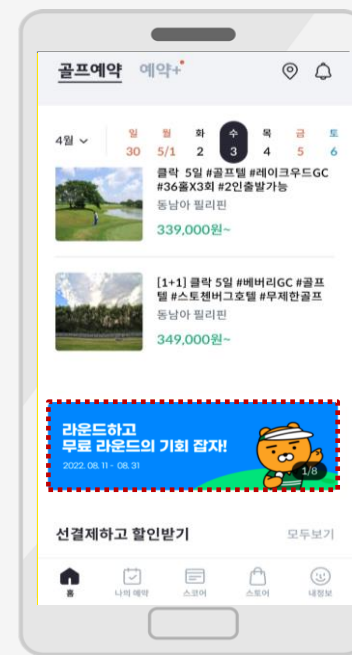 골프예약 예약+
4월
일 월 화 수 목 금 토
30 5/1 2 3 4 5 6
클락 5일 #골프텔 #레이크우드GC
#36홀X3회 #2인출발가능
동남아 필리핀
339,000원~
[1+1] 클락 5일 #베버리GC #골프
텔 #스토첸버그호텔 #무제한골프
동남아 필리핀
349,000원~
라운드하고
무료 라운드의 기회 잡자!
2022. 08. 11 - 08. 31
1/8
선결제하고 할인받기 모두보기
홈 나의 예약 스코어 스토어 내정보